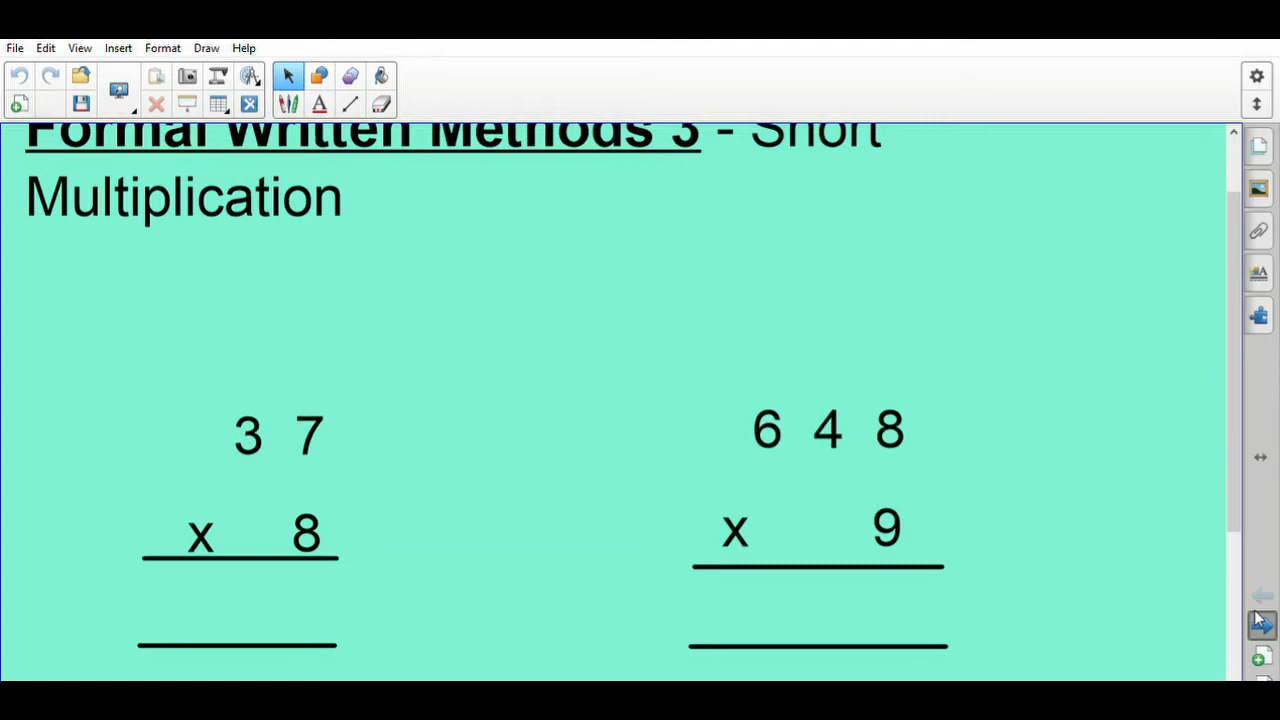 File Edit View Insert Format Draw Help
Formal Written Methods 3 - Short
Multiplication
3 7
x 8
6 4 8
x 9